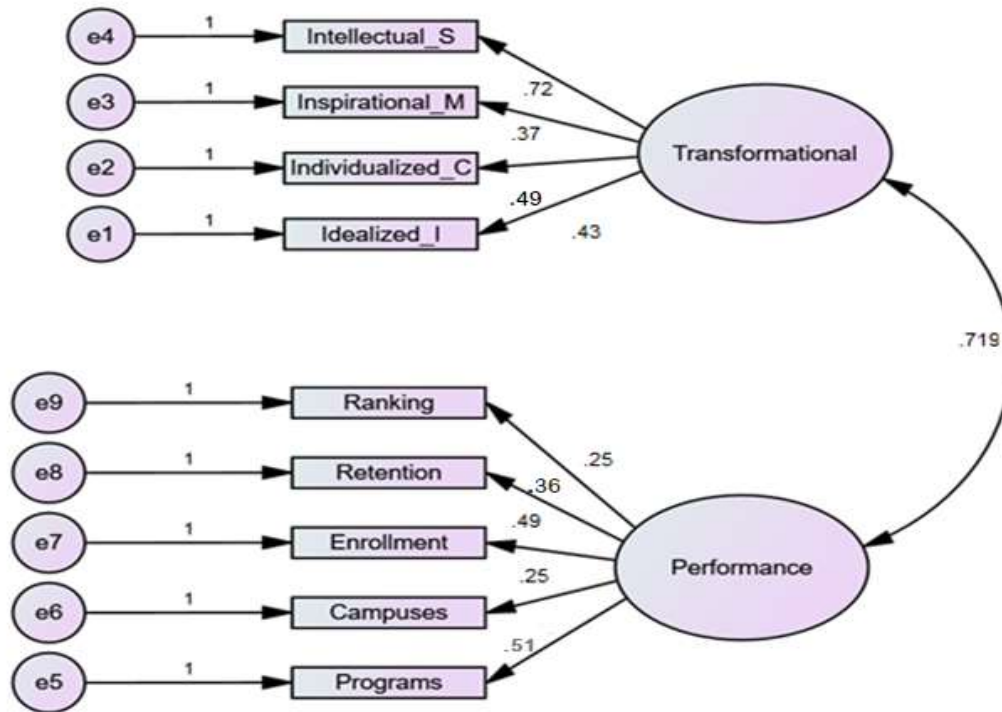 e4 1 Intellectual_S
.72
e3 1 Inspirational_M
.37
Transformational
e2 1 Individualized_C
.49
e1 1 Idealized_I
.43
.719
e9 1 Ranking
.25
e8 1 Retention
.36
.49
e7 1 Enrollment
Performance
.25
e6 1 Campuses
.51
e5 1 Programs